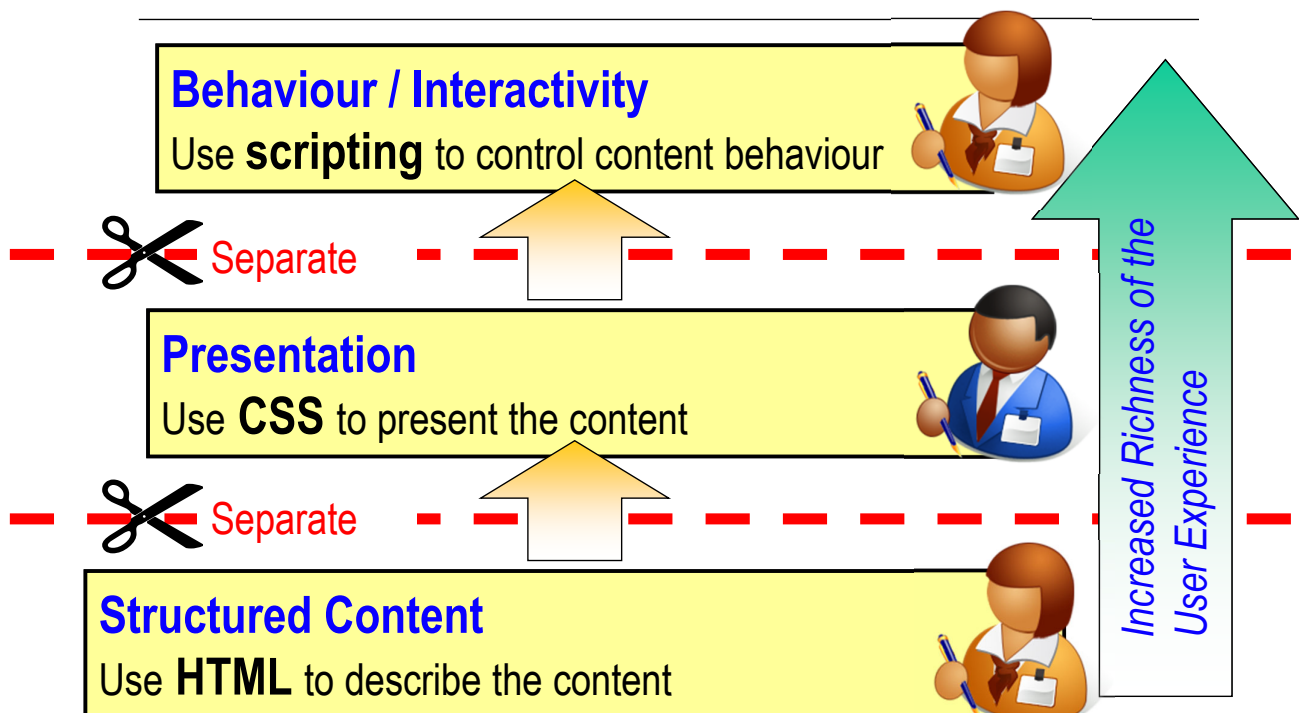 Behaviour / Interactivity
Use scripting to control content behaviour
Separate
Presentation
Use CSS to present the content
Separate
Structured Content
Use HTML to describe the content
Increased Richness of the
User Experience